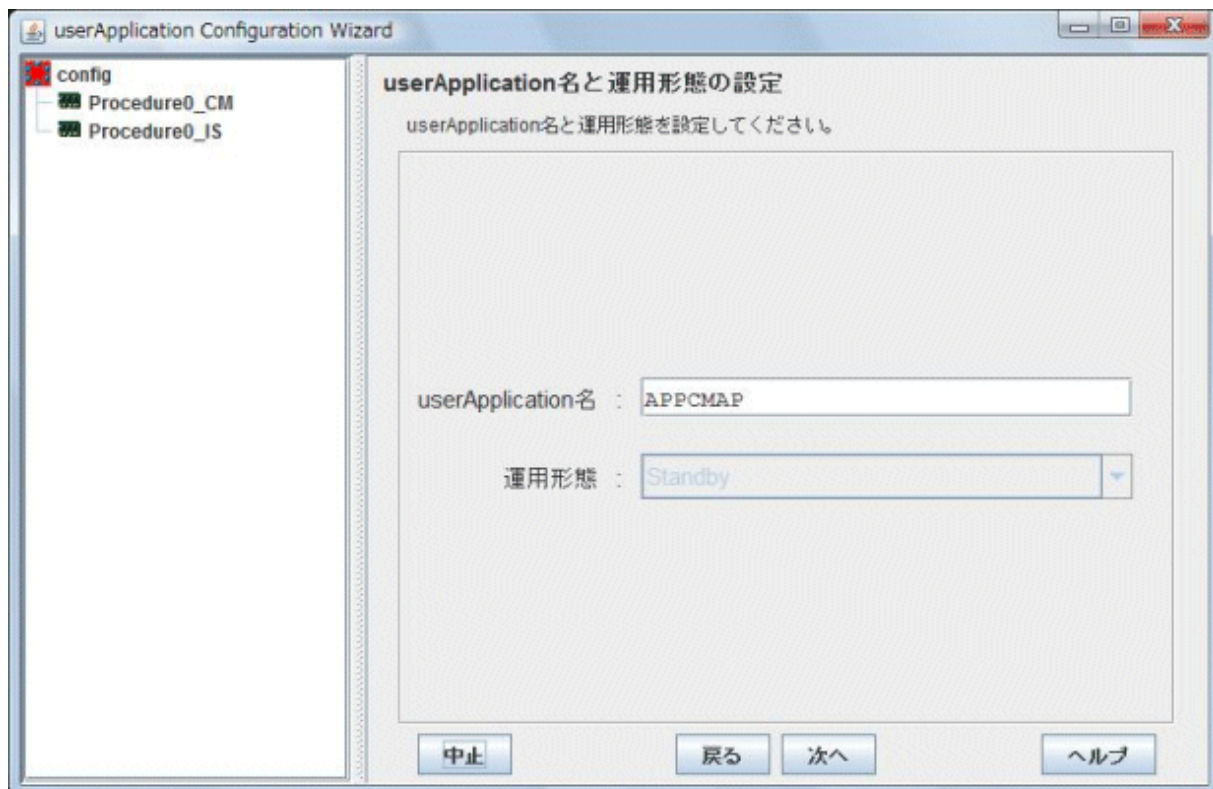 userApplication Configuration Wizard
config
Procedure0_CM
Procedure0_IS
userApplication名と運用形態の設定
userApplication名と運用形態を設定してください。
userApplication名 : APPCMAP
運用形態 : Standby
中止 戻る 次へ ヘルプ